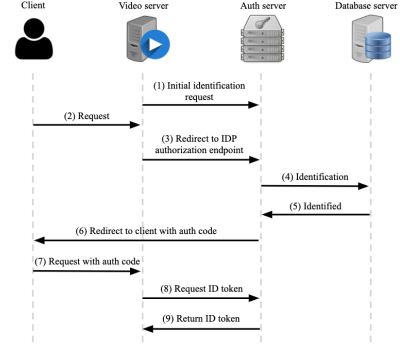 Client
Video server
Auth server
Database server
(1) Initial identification
request
(2) Request
(3) Redirect to IDP
authorization endpoint
(4) Identification
(5) Identified
(6) Redirect to client with auth code
(7) Request with auth code
(8) Request ID token
(9) Return ID token